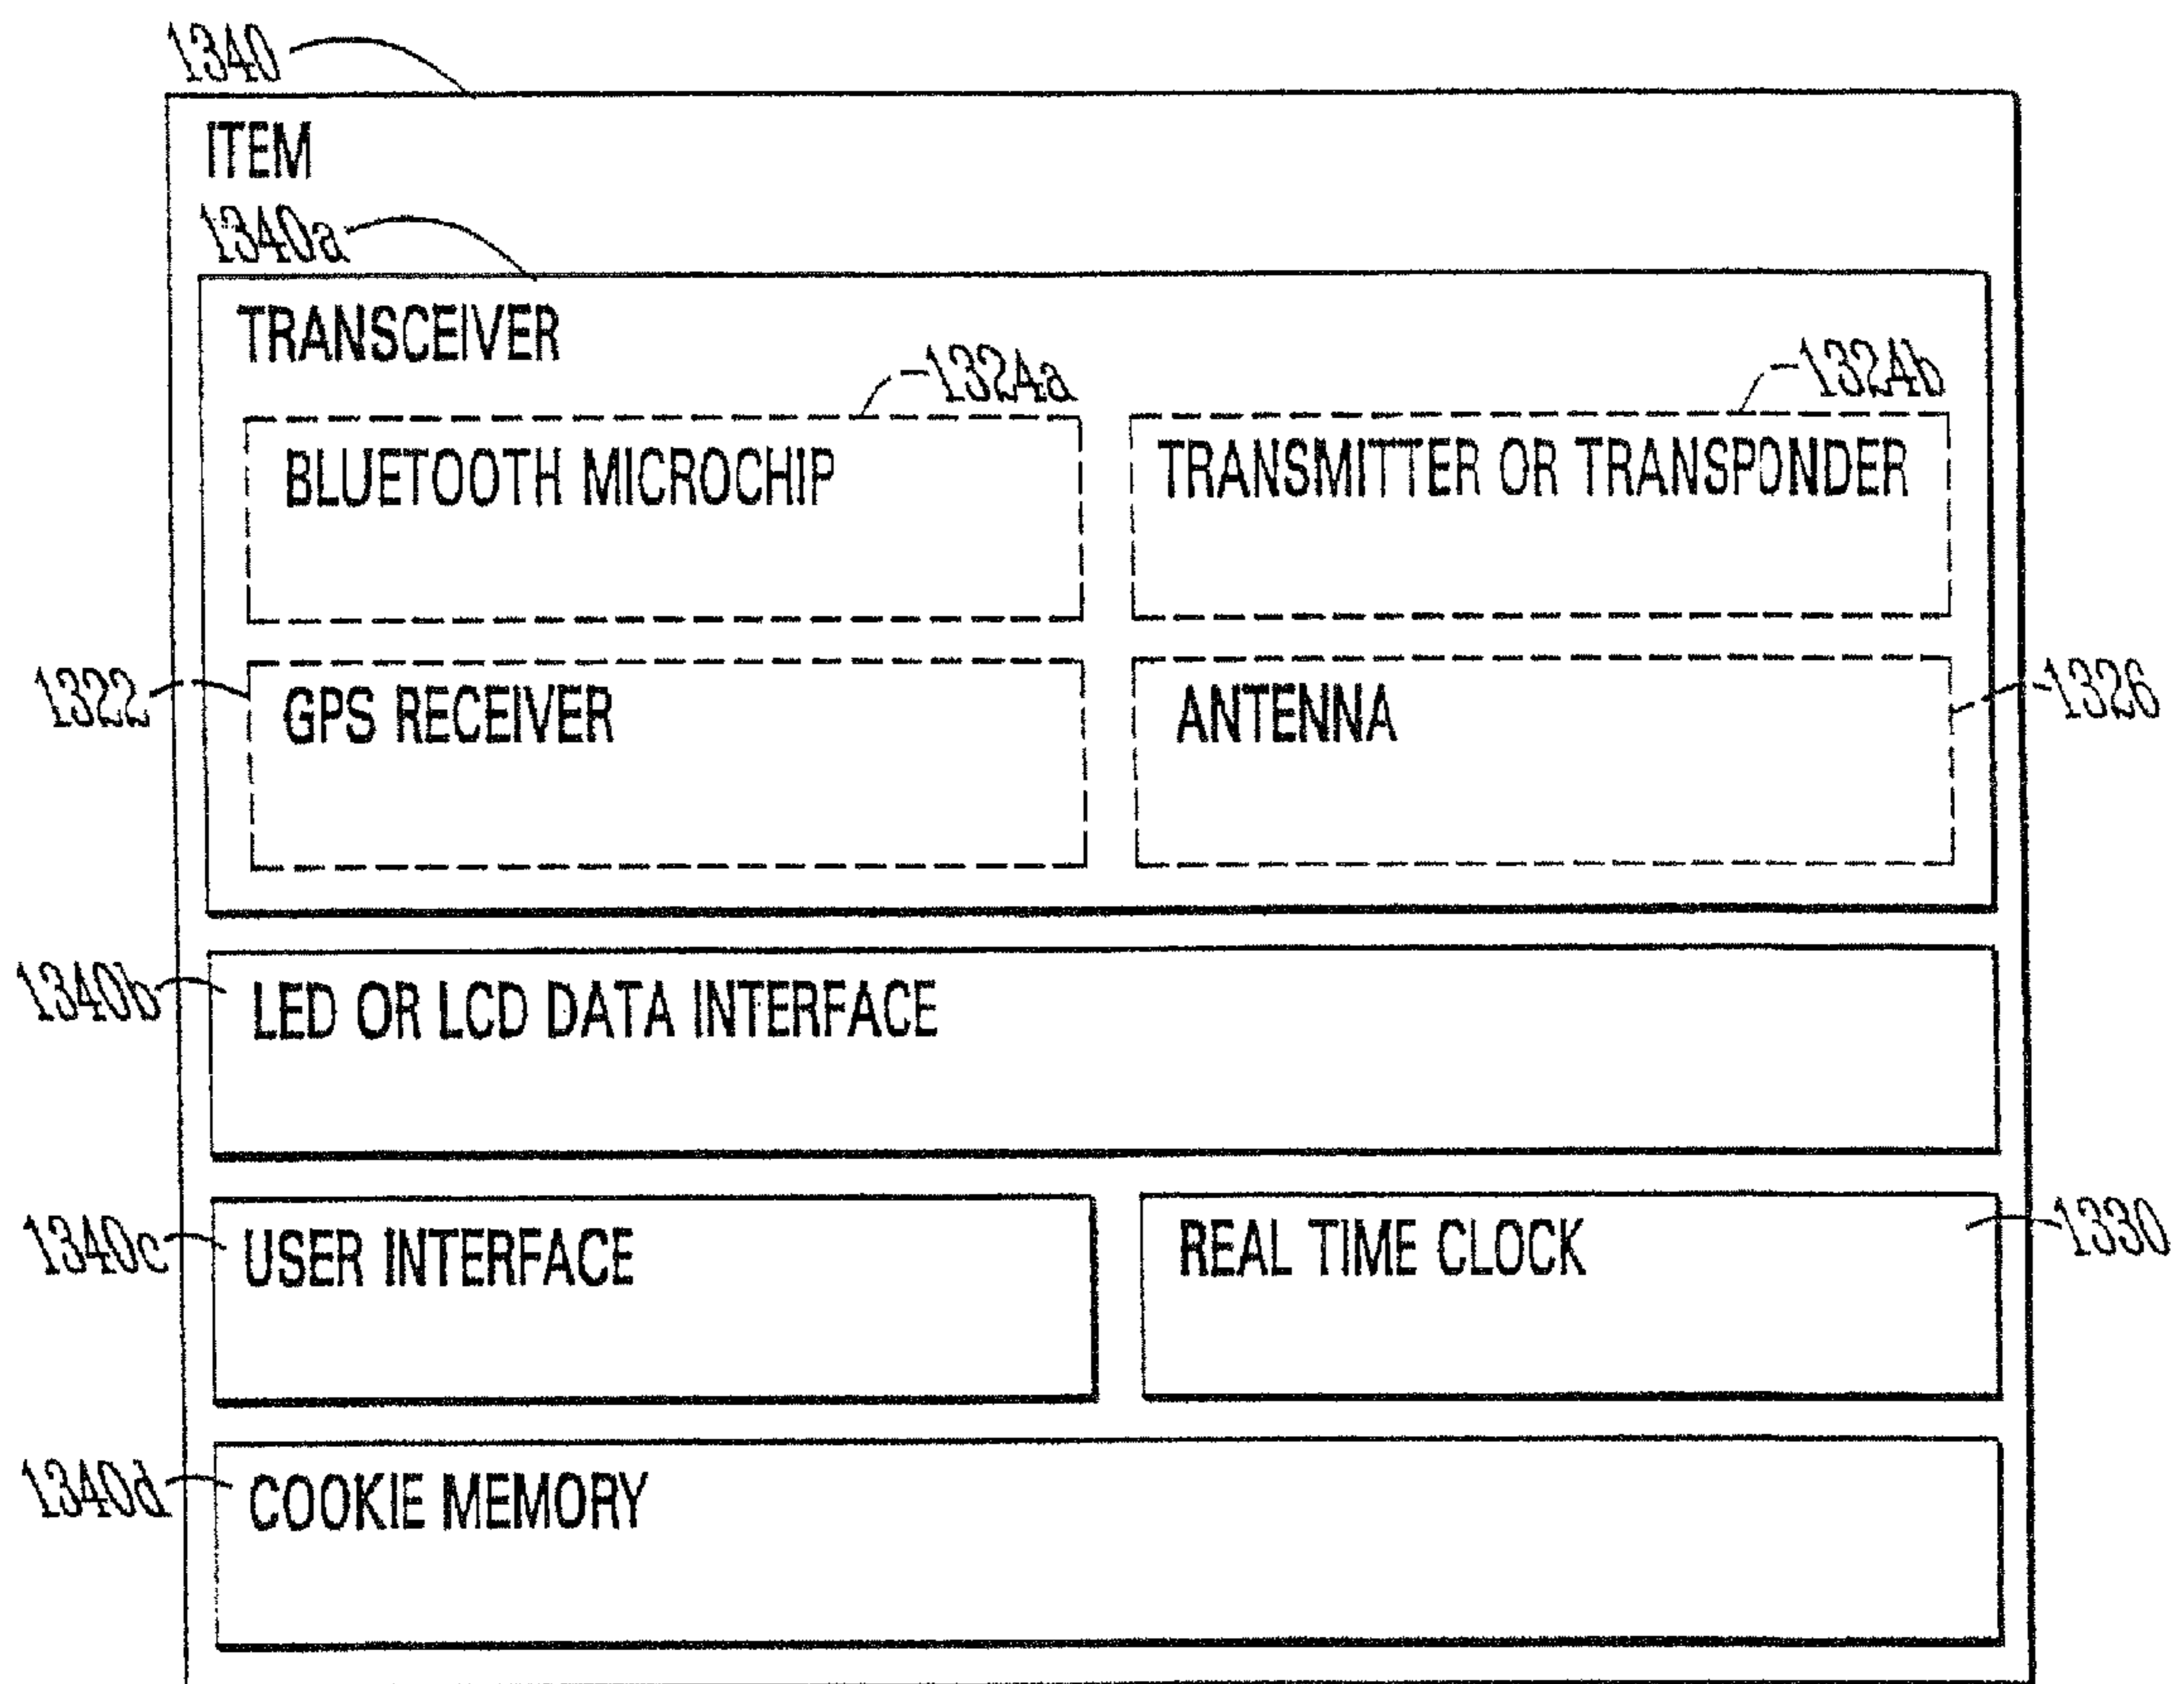 1340
ITEM
1340a
TRANSCEIVER
1324a
1324b
BLUETOOTH MICROCHIP
TRANSMITTER OR TRANSPONDER
1322
GPS RECEIVER
ANTENNA
1326
1340b
LED OR LCD DATA INTERFACE
1340c
USER INTERFACE
REAL TIME CLOCK
1330
1340d
COOKIE MEMORY